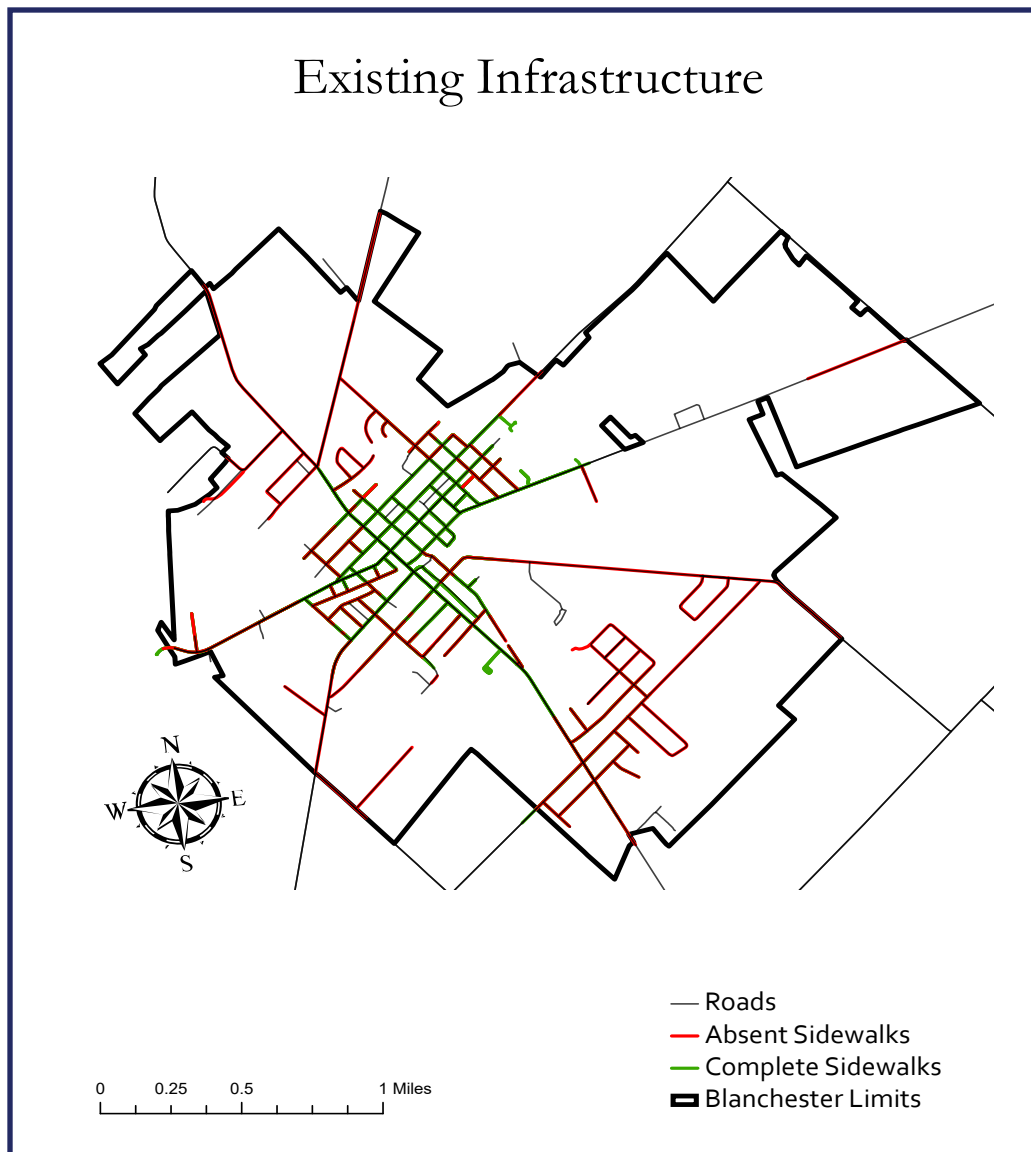 Existing Infrastructure
N
W
E
S
Roads
Absent Sidewalks
Complete Sidewalks
Blanchester Limits
0 0.25 0.5 1 Miles